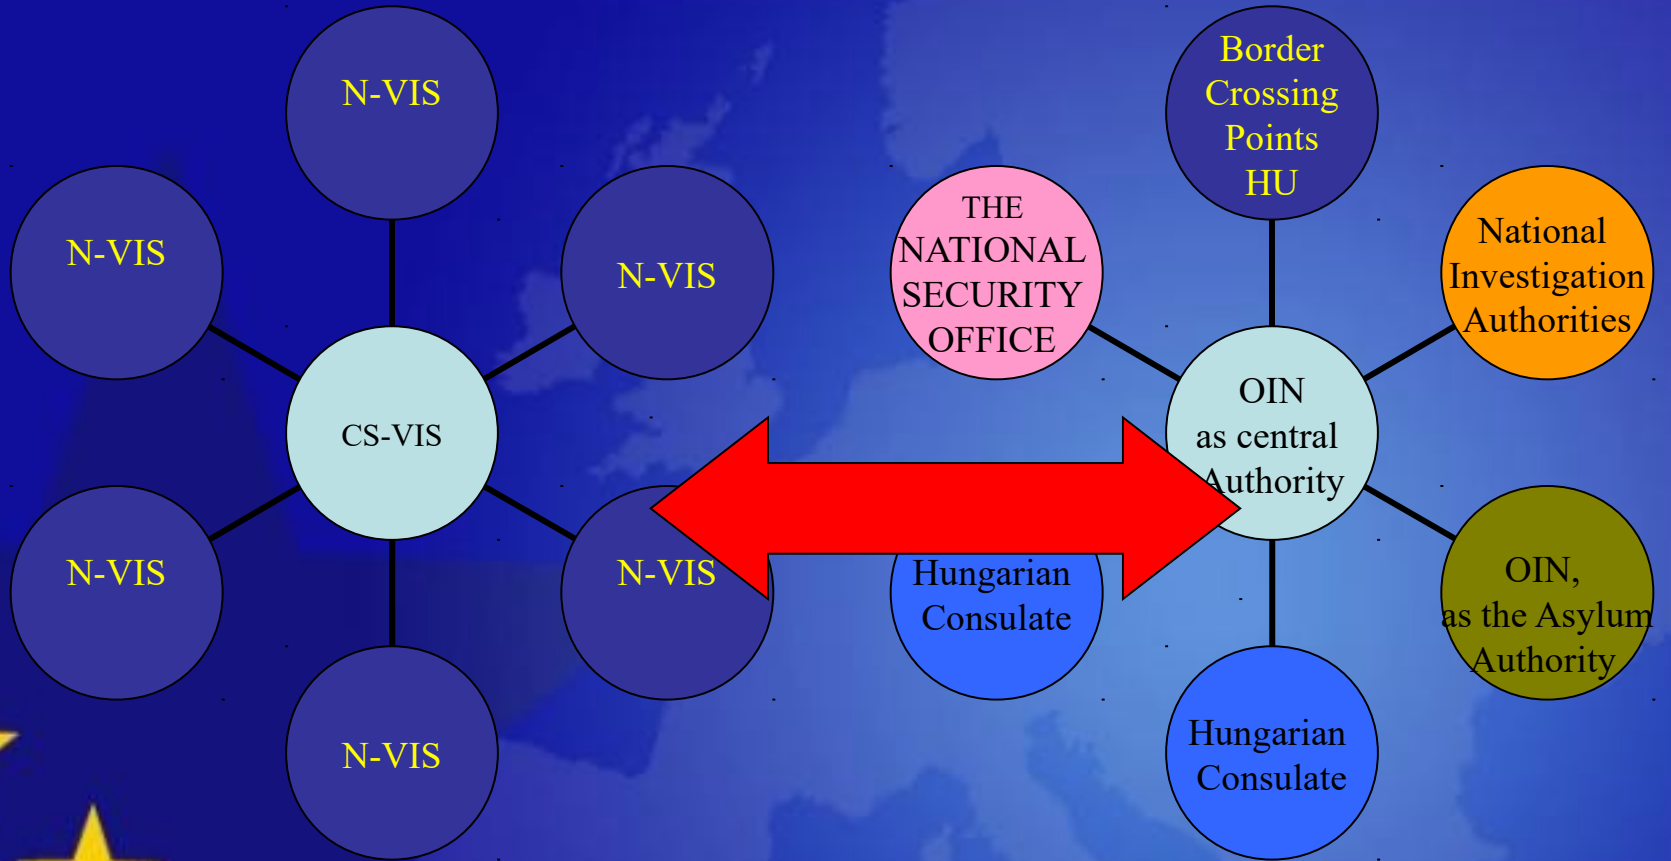 N-VIS
N-VIS
N-VIS
CS-VIS
N-VIS
N-VIS
N-VIS
Border
Crossing
Points
HU
THE
NATIONAL
SECURITY
OFFICE
National
Investigation
Authorities
OIN
as central
Authority
Hungarian
Consulate
OIN,
as the Asylum
Authority
Hungarian
Consulate